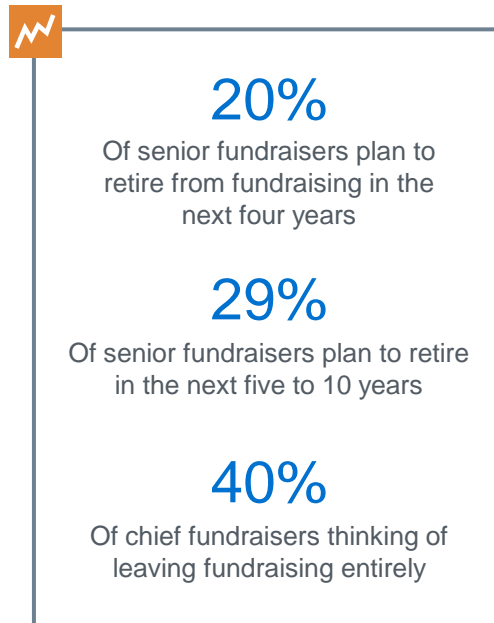 20%
Of senior fundraisers plan to
retire from fundraising in the
next four years
29%
Of senior fundraisers plan to retire
in the next five to 10 years
40%
Of chief fundraisers thinking of
leaving fundraising entirely